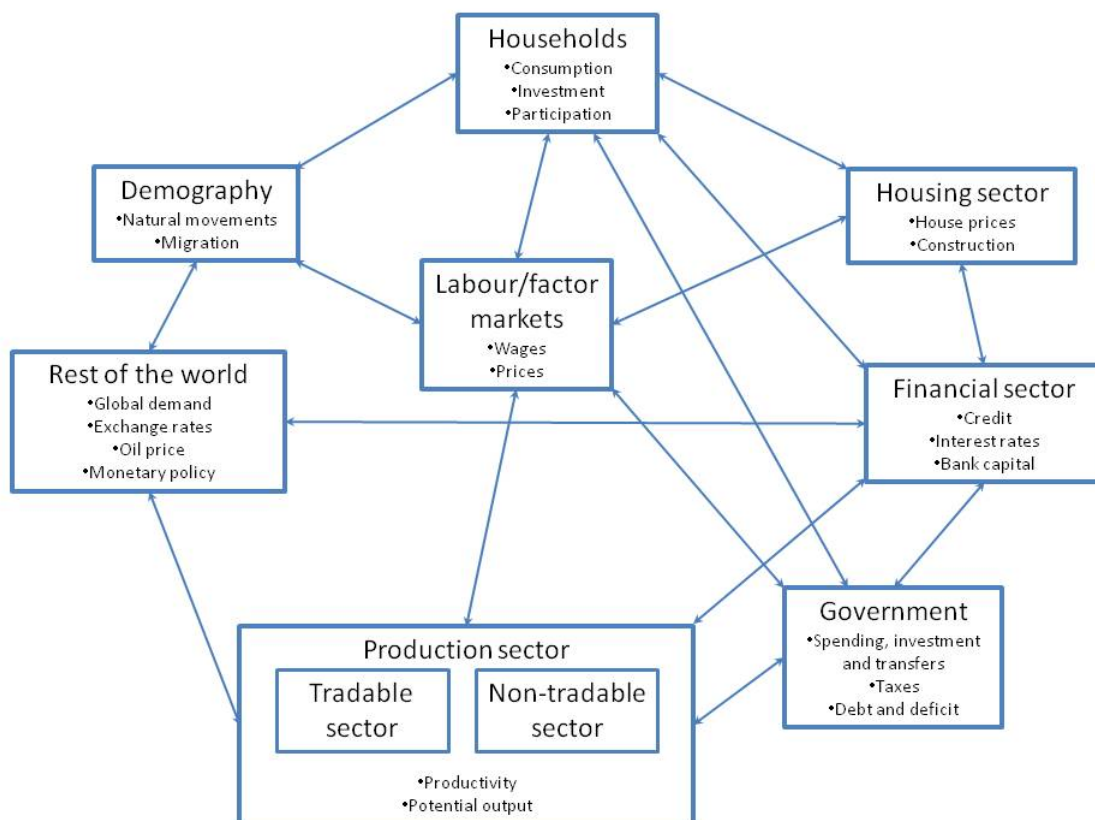 Households
•Consumption
•Investment
•Participation
Demography
•Natural movements
•Migration
Housing sector
•House prices
•Construction
Labour/factor
markets
•Wages
•Prices
Rest of the world
•Global demand
•Exchange rates
•Oil price
•Monetary policy
Financial sector
•Credit
•Interest rates
•Bank capital
Government
•Spending, investment
and transfers
•Taxes
•Debt and deficit
Production sector
Tradable
sector
Non-tradable
sector
•Productivity
•Potential output